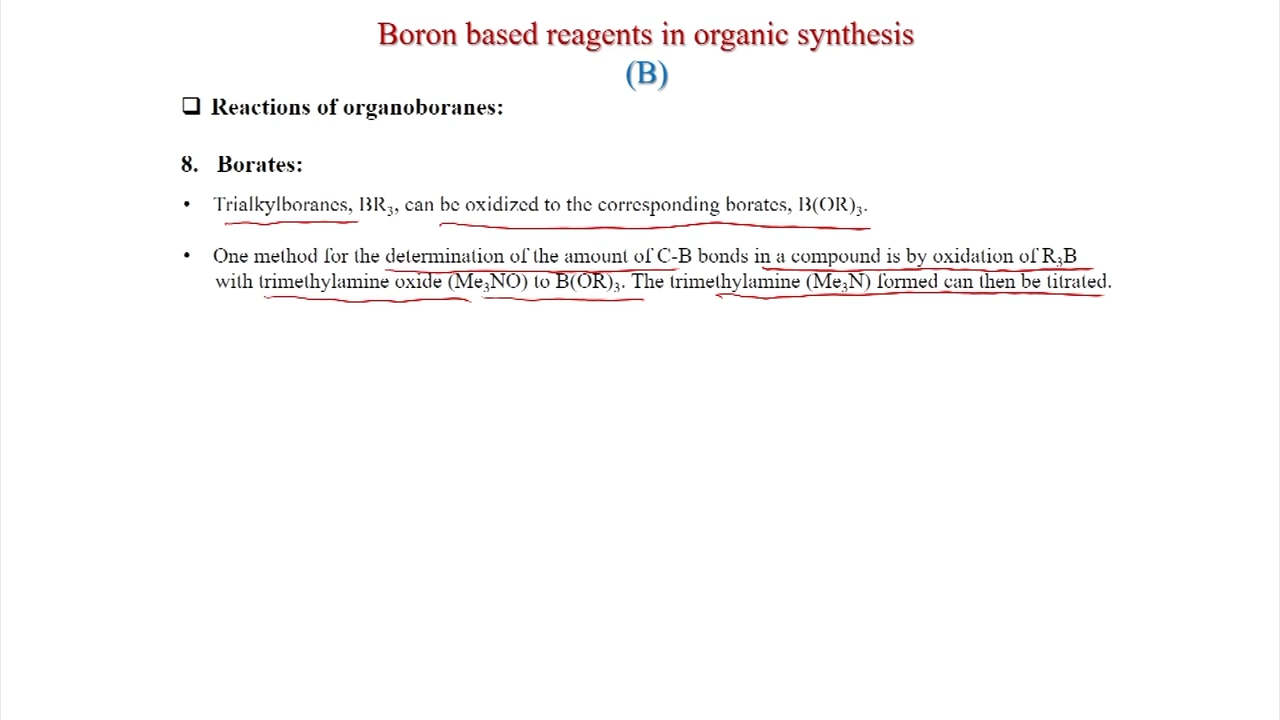 Boron based reagents in organic synthesis
(B)
❑ Reactions of organoboranes:
8. Borates:
• Trialkylboranes, BR₃, can be oxidized to the corresponding borates, B(OR)₃.
• One method for the determination of the amount of C-B bonds in a compound is by oxidation of R₃B
with trimethylamine oxide (Me₃NO) to B(OR)₃. The trimethylamine (Me₃N) formed can then be titrated.